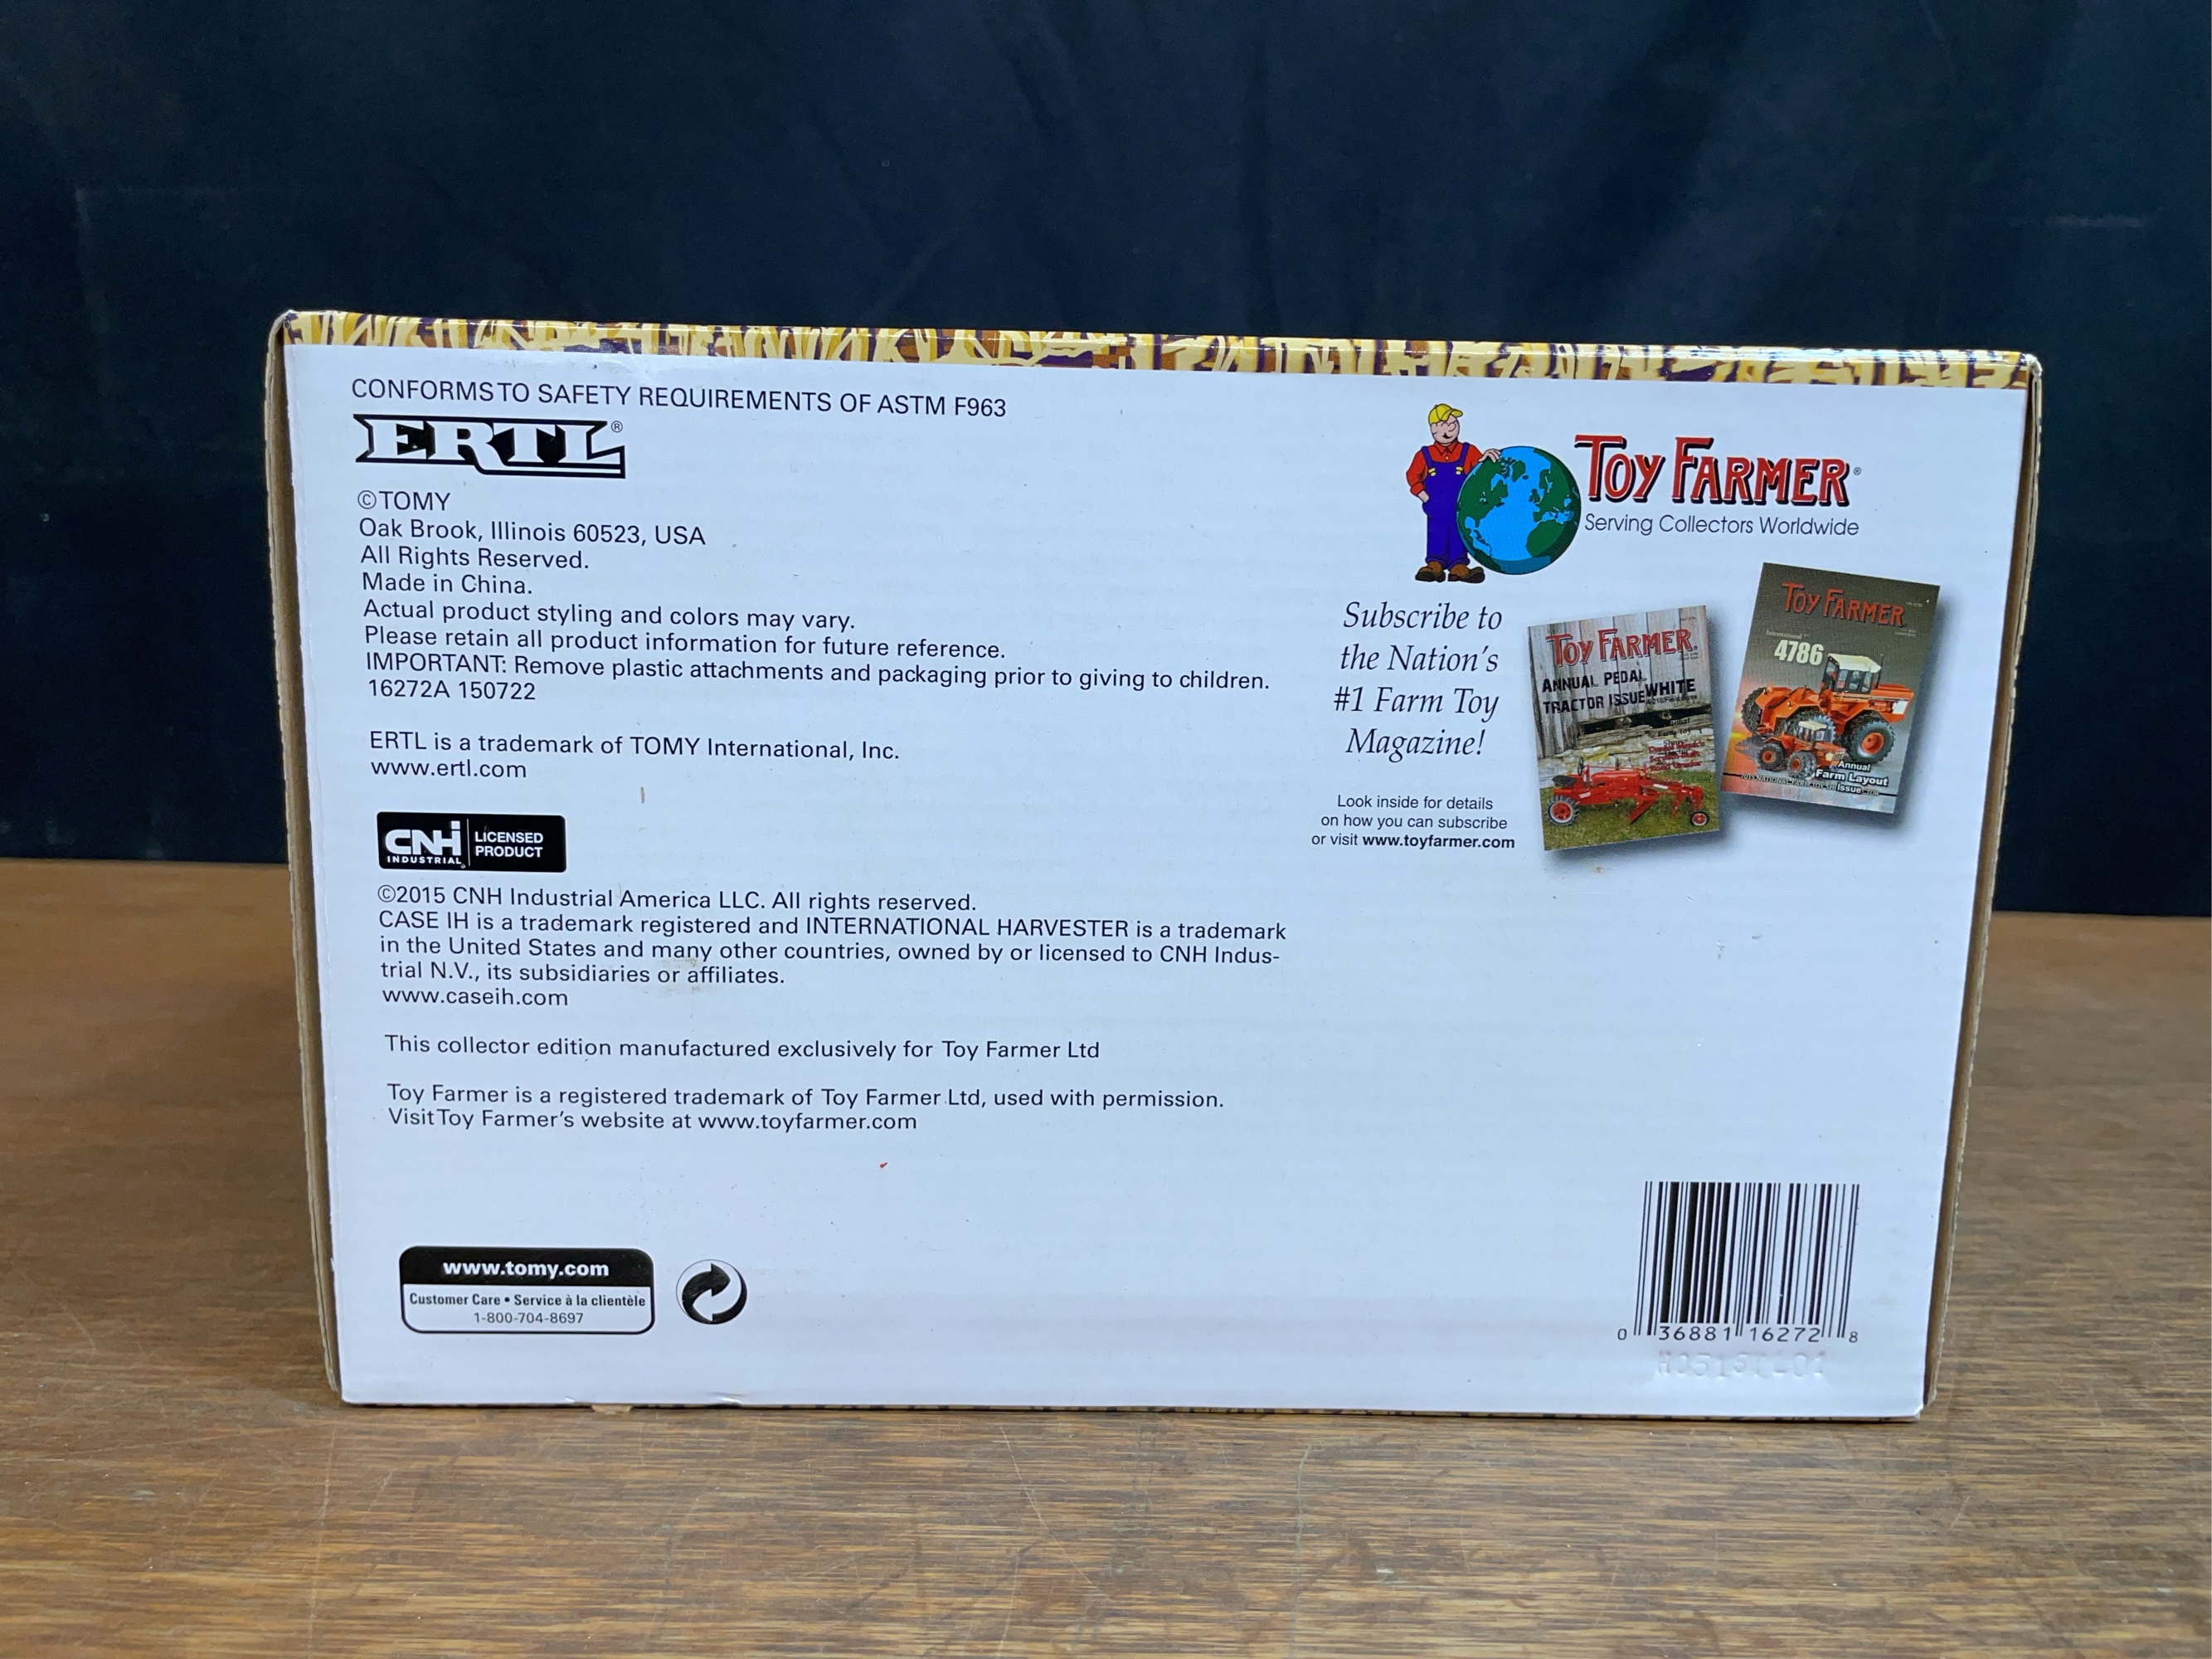 CONFORMS TO SAFETY REQUIREMENTS OF ASTM F963
ERTL®
©TOMY
Oak Brook, Illinois 60523, USA
All Rights Reserved.
Made in China.
Actual product styling and colors may vary.
Please retain all product information for future reference.
IMPORTANT: Remove plastic attachments and packaging prior to giving to children.
16272A 150722
ERTL is a trademark of TOMY International, Inc.
www.ertl.com
CNH
INDUSTRIAL
LICENSED
PRODUCT
©2015 CNH Industrial America LLC. All rights reserved.
CASE IH is a trademark registered and INTERNATIONAL HARVESTER is a trademark
in the United States and many other countries, owned by or licensed to CNH Indus-
trial N.V., its subsidiaries or affiliates.
www.caseih.com
This collector edition manufactured exclusively for Toy Farmer Ltd
Toy Farmer is a registered trademark of Toy Farmer Ltd, used with permission.
Visit Toy Farmer's website at www.toyfarmer.com
www.tomy.com
Customer Care • Service à la clientèle
1-800-704-8697
TOY FARMER®
Serving Collectors Worldwide
Subscribe to
the Nation's
#1 Farm Toy
Magazine!
Look inside for details
on how you can subscribe
or visit www.toyfarmer.com
TOY FARMER
ANNUAL PEDAL
TRACTOR ISSUE
WHITE
TOY FARMER
International
4786
Annual
Farm Layout
Issue
0 36881 16272 8